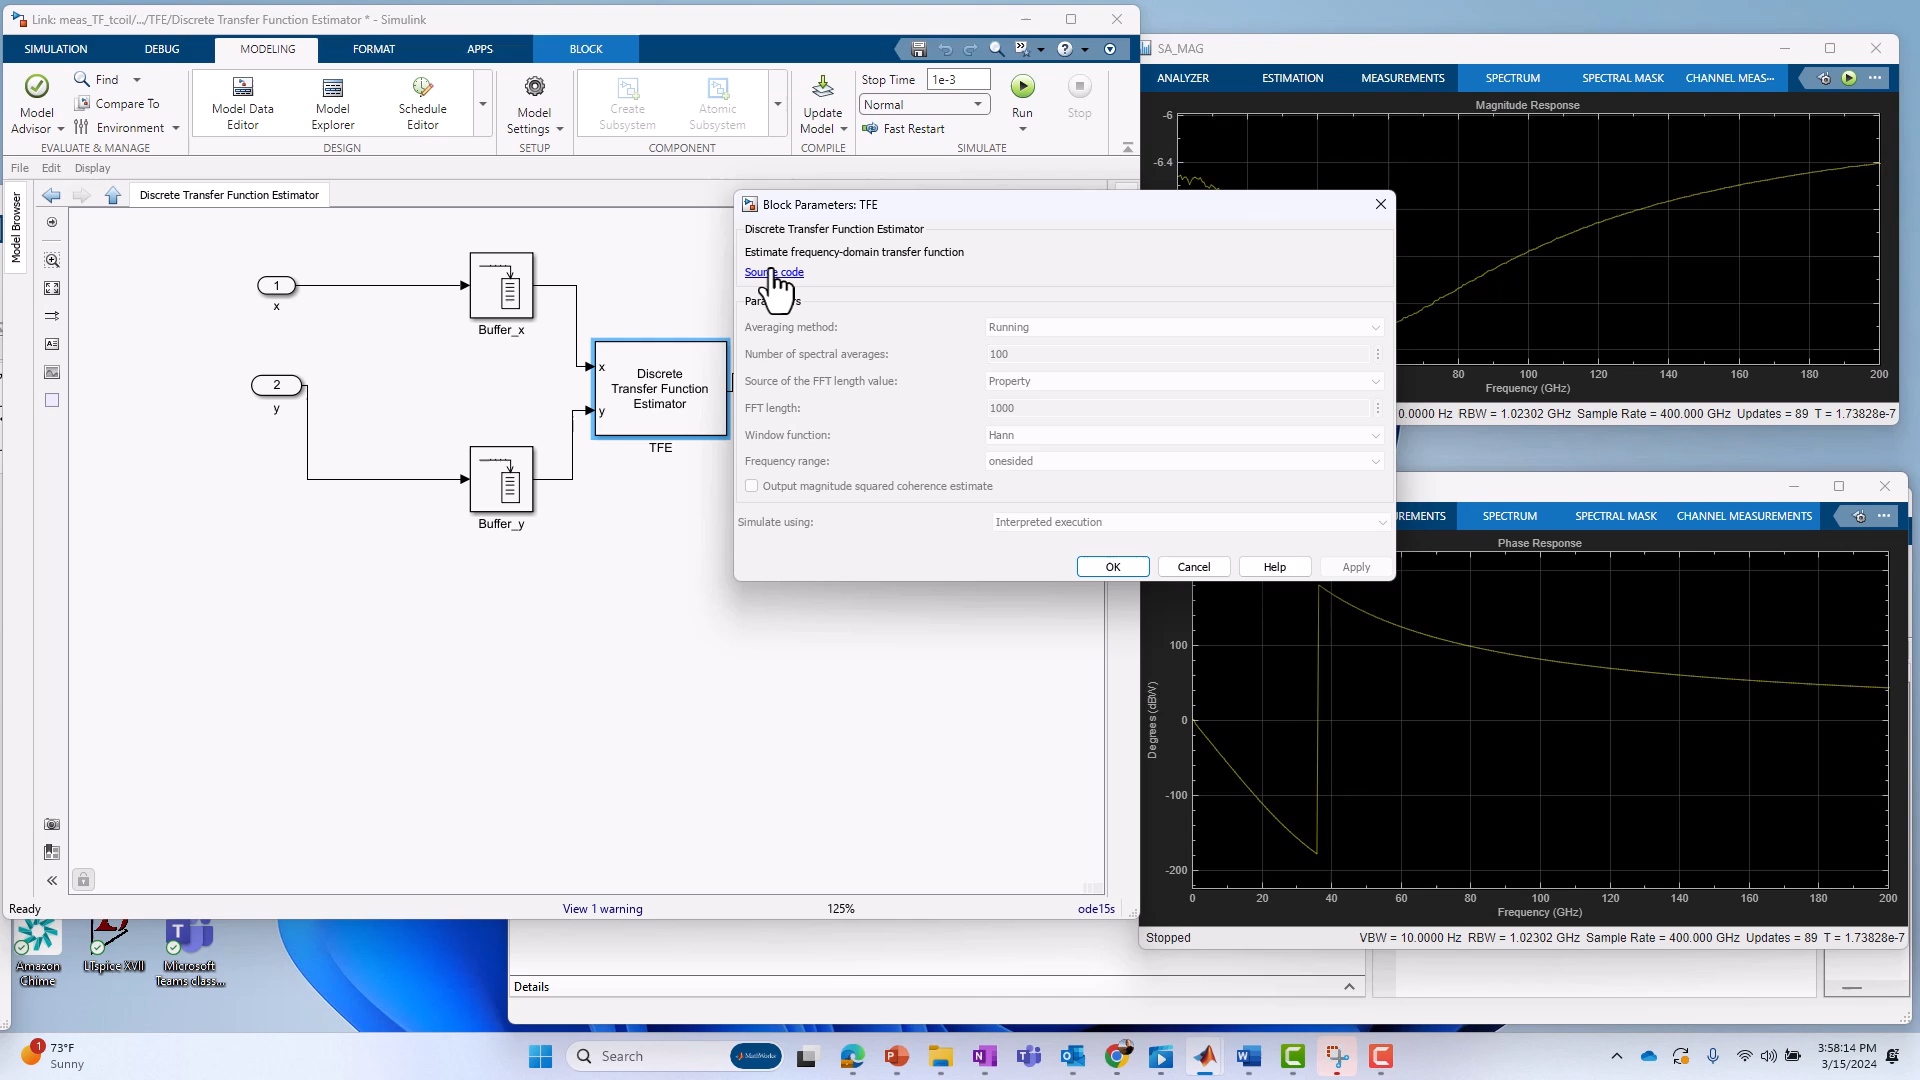 Link: meas_TF_tcoil/.../TFE/Discrete Transfer Function Estimator * - Simulink
SIMULATION DEBUG MODELING FORMAT APPS BLOCK
Model Advisor
Find
Compare To
Environment
EVALUATE & MANAGE
Model Data Editor
Model Explorer
Schedule Editor
DESIGN
Model Settings
SETUP
Create Subsystem
Atomic Subsystem
COMPONENT
Update Model
COMPILE
Stop Time 1e-3
Normal
Fast Restart
Run
Stop
SIMULATE
File Edit Display
Model Browser
Discrete Transfer Function Estimator
1
x
Buffer_x
2
y
Buffer_y
x
y
Discrete
Transfer Function
Estimator
TFE
Ready
View 1 warning
125%
ode15s
Block Parameters: TFE
Discrete Transfer Function Estimator
Estimate frequency-domain transfer function
Source code
Averaging method: Running
Number of spectral averages: 100
Source of the FFT length value: Property
FFT length: 1000
Window function: Hann
Frequency range: onesided
Output magnitude squared coherence estimate
Simulate using: Interpreted execution
OK Cancel Help Apply
SA_MAG
ANALYZER ESTIMATION MEASUREMENTS SPECTRUM SPECTRAL MASK CHANNEL MEAS···
Magnitude Response
-6
-6.4
80 100 120 140 160 180 200
Frequency (GHz)
0.0000 Hz RBW = 1.02302 GHz Sample Rate = 400.000 GHz Updates = 89 T = 1.73828e-7
SPECTRUM SPECTRAL MASK CHANNEL MEASUREMENTS
Phase Response
Degrees (dBW)
100
0
-100
-200
0 20 40 60 80 100 120 140 160 180 200
Frequency (GHz)
Stopped
VBW = 10.0000 Hz RBW = 1.02302 GHz Sample Rate = 400.000 GHz Updates = 89 T = 1.73828e-7
Details
Amazon Chime
LTspice XVII
Microsoft Teams class...
1
73°F
Sunny
Search
MathWorks
3:58:14 PM
3/15/2024